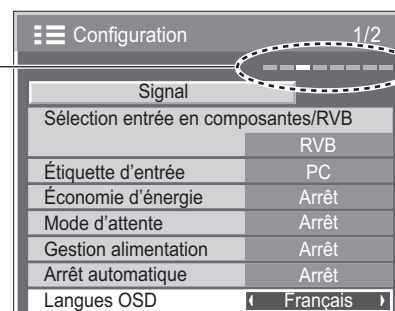 Configuration 1/2
Signal
Sélection entrée en composantes/RVB
RVB
Étiquette d'entrée PC
Économie d'énergie Arrêt
Mode d'attente Arrêt
Gestion alimentation Arrêt
Arrêt automatique Arrêt
Langues OSD Français